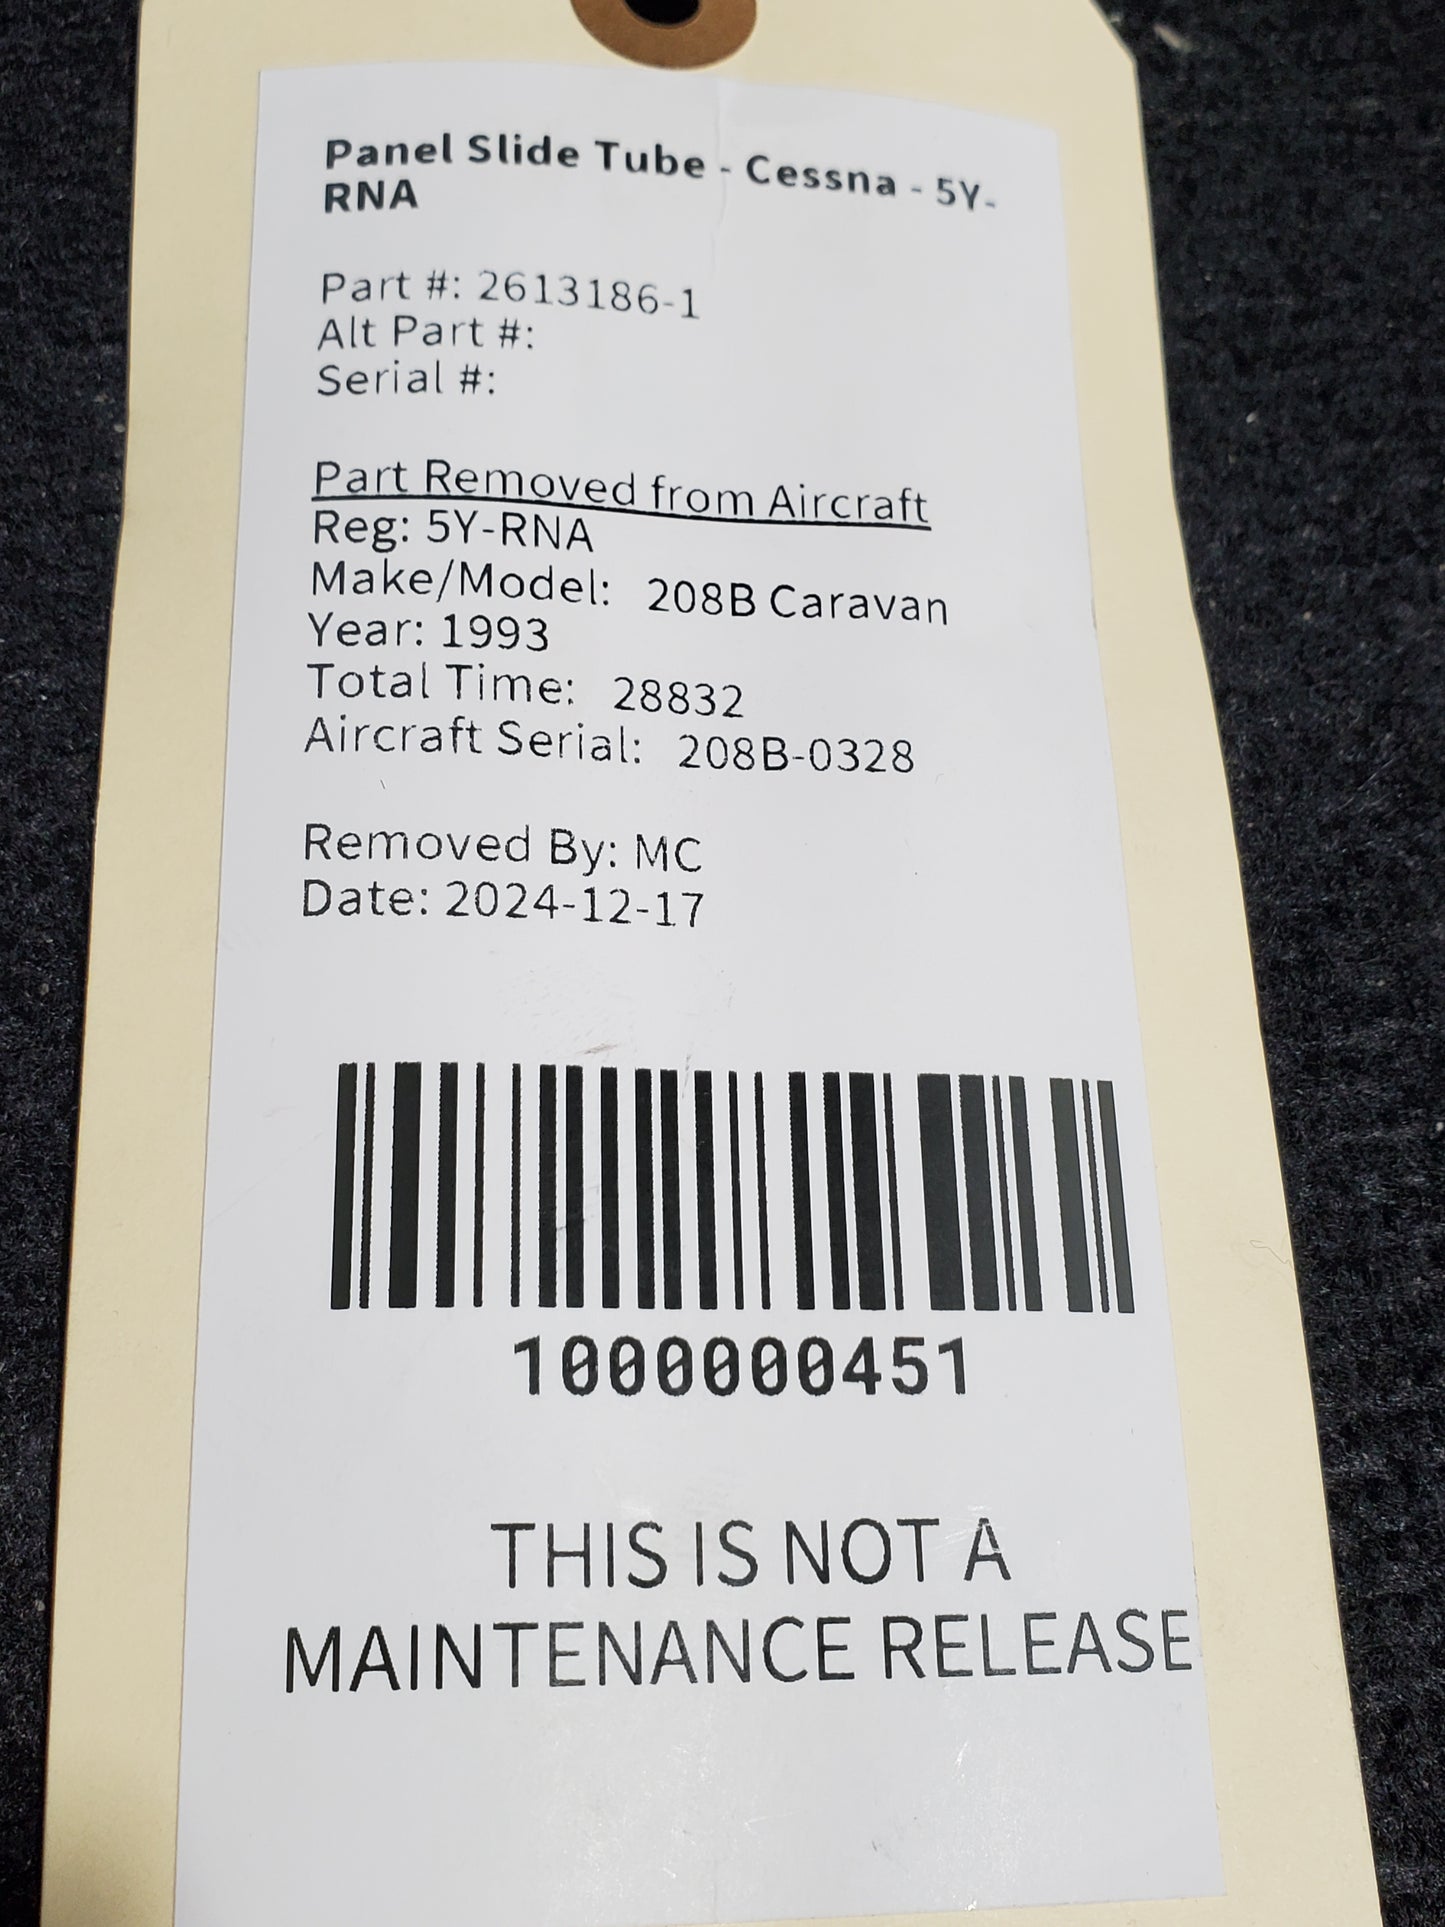 Panel Slide Tube - Cessna - 5Y-
RNA
Part #: 2613186-1
Alt Part #:
Serial #:
Part Removed from Aircraft
Reg: 5Y-RNA
Make/Model: 208B Caravan
Year: 1993
Total Time: 28832
Aircraft Serial: 208B-0328
Removed By: MC
Date: 2024-12-17
1000000451
THIS IS NOT A
MAINTENANCE RELEASE